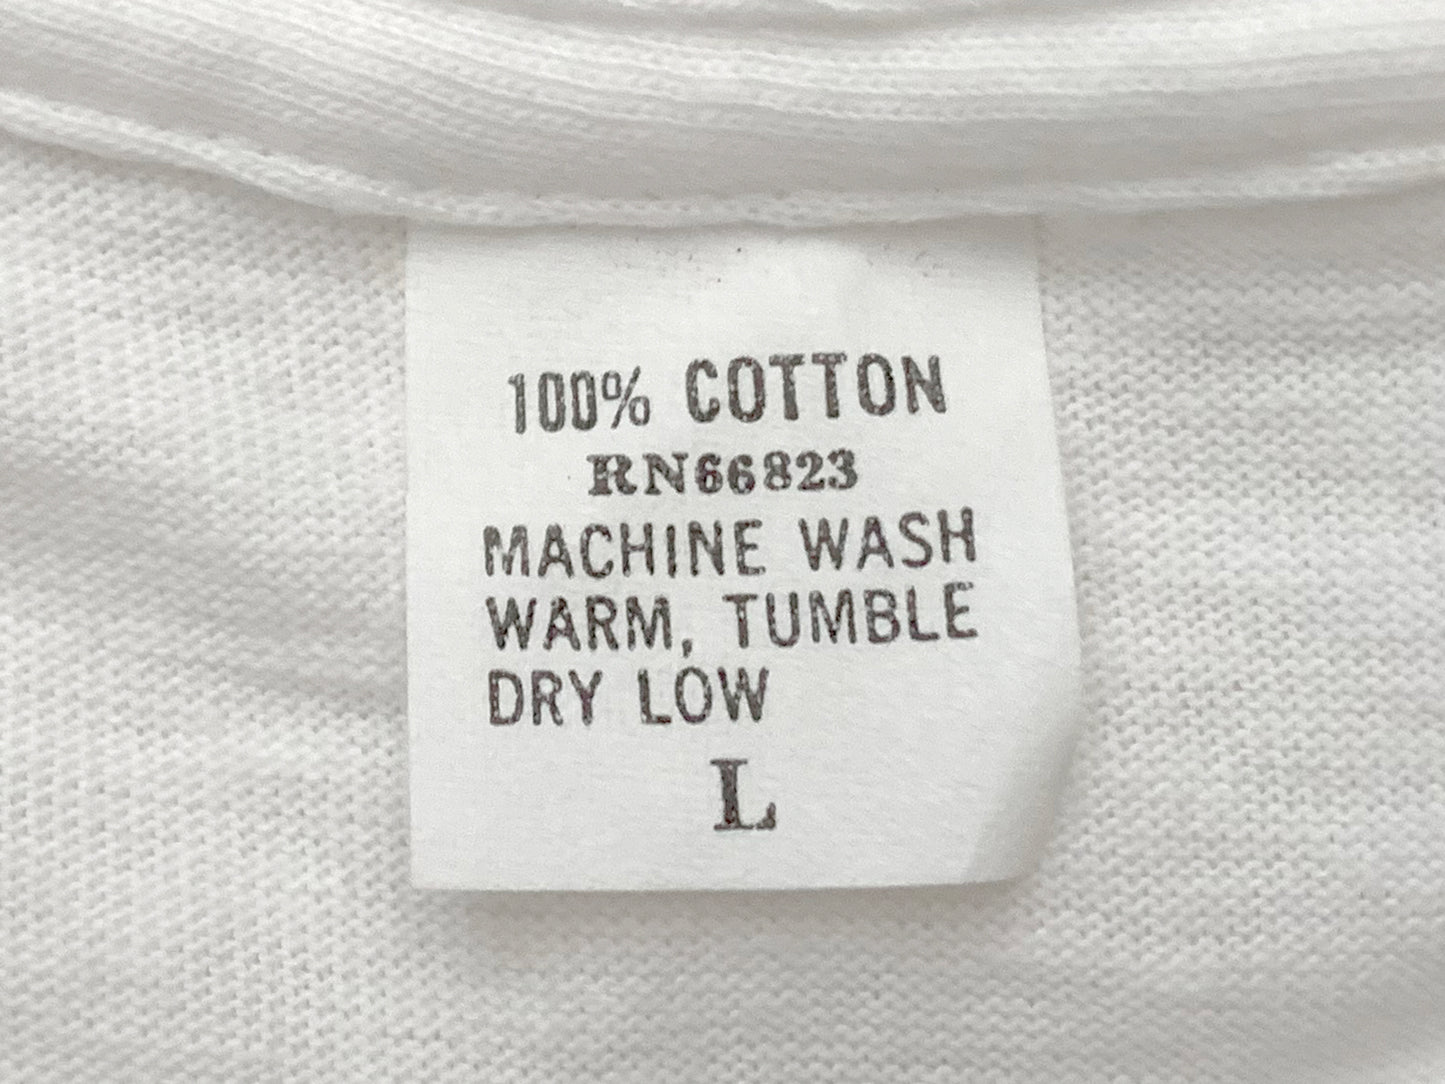 100% COTTON
RN66823
MACHINE WASH
WARM, TUMBLE
DRY LOW
L